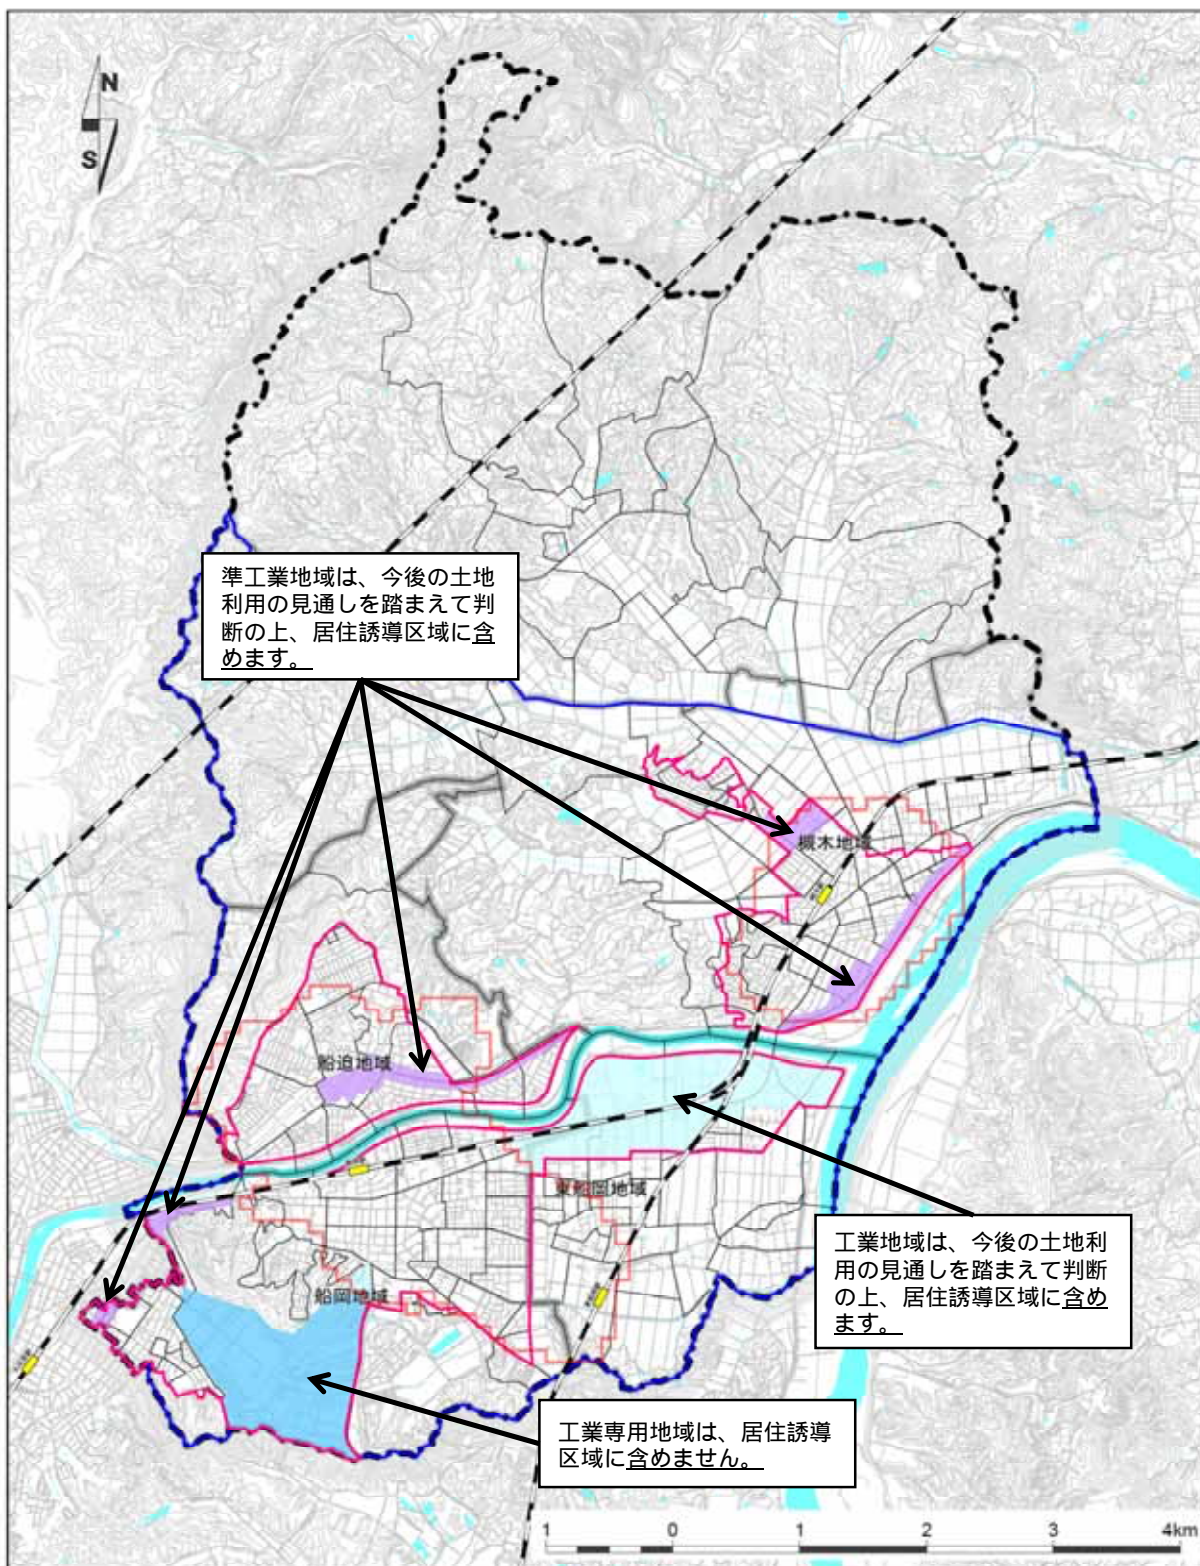 N
S
準工業地域は、今後の土地
利用の見通しを踏まえて判
断の上、居住誘導区域に含
めます。
槻木地域
船迫地域
東船岡地域
船岡地域
工業地域は、今後の土地利
用の見通しを踏まえて判断
の上、居住誘導区域に含め
ます。
工業専用地域は、居住誘導
区域に含めません。
1 0 1 2 3 4km